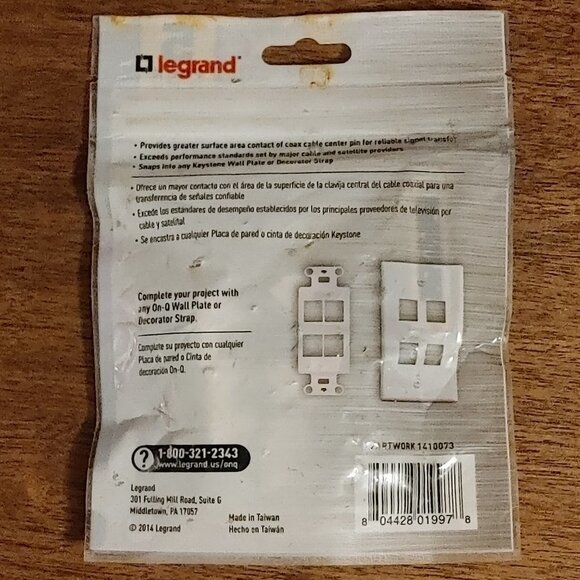 legrand®
• Provides greater surface area contact of coax cable center pin for reliable signal transfer
• Exceeds performance standards set by major cable and satellite providers
• Snaps into any Keystone Wall Plate or Decorator Strap
• Ofrece un mayor contacto con el área de la superficie de la clavija central del cable coaxial para una
transferencia de señales confiable
• Excede los estándares de desempeño establecidos por los principales proveedores de televisión por
cable y satelital
• Se encastra a cualquier Placa de pared o cinta de decoración Keystone
Complete your project with
any On-Q Wall Plate or
Decorator Strap.
Complete su proyecto con cualquier
Placa de pared o Cinta de
decoración On-Q.
? 1-800-321-2343
www.legrand.us/onq
Legrand
301 Fulling Mill Road, Suite G
Middletown, PA 17057
© 2014 Legrand
Made in Taiwan
Hecho en Taiwán
RTWORK 1410073
8 04428 01997 8